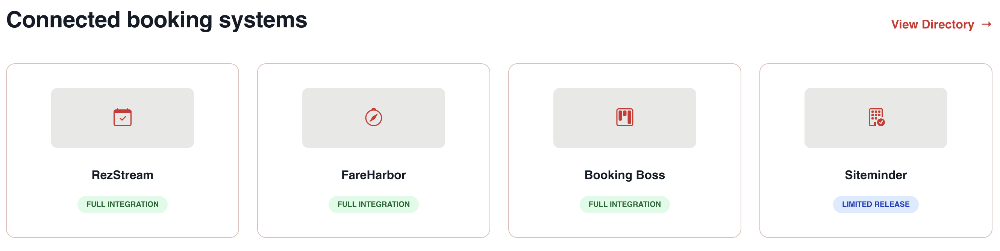 Connected booking systems
View Directory →
RezStream
FULL INTEGRATION
FareHarbor
FULL INTEGRATION
Booking Boss
FULL INTEGRATION
Siteminder
LIMITED RELEASE